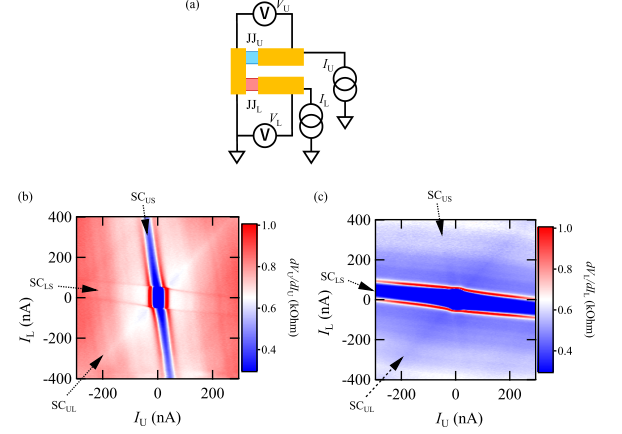 (a)
V_U
V
JJ_U
I_U
I_L
JJ_L
V_L
V
(b)
SC_US
400
200
0
-200
-400
I_L (nA)
SC_LS
SC_UL
-200
0
200
I_U (nA)
1.0
0.8
0.6
0.4
dV_U/dI_U (kOhm)
(c)
SC_US
400
200
0
-200
-400
I_L (nA)
SC_LS
SC_UL
-200
0
200
I_U (nA)
1.0
0.8
0.6
0.4
dV_L/dI_L (kOhm)